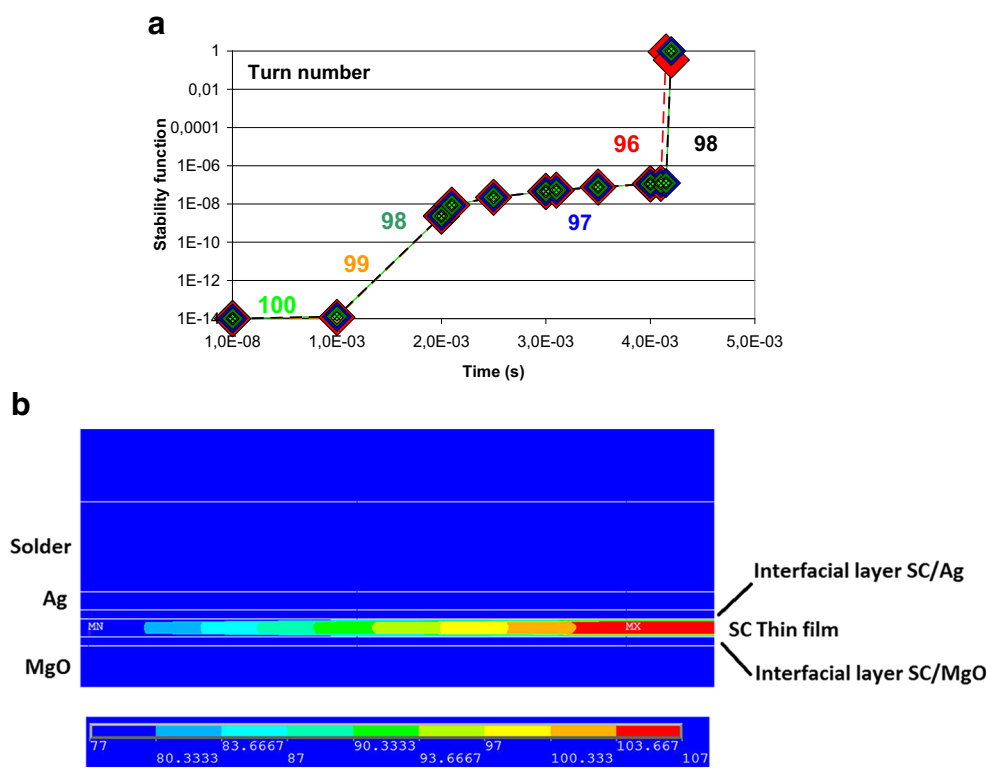 a
Turn number
Stability function
1
0,01
0,0001
1E-06
1E-08
1E-10
1E-12
1E-14
96
98
98
97
99
100
1,0E-08
1,0E-03
2,0E-03
3,0E-03
4,0E-03
5,0E-03
Time (s)
b
Solder
Ag
MgO
MN
MX
Interfacial layer SC/Ag
SC Thin film
Interfacial layer SC/MgO
77
83.6667
90.3333
97
103.667
80.3333
87
93.6667
100.333
107